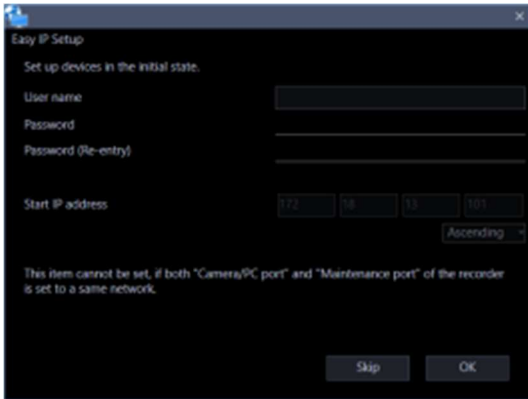 Easy IP Setup
Set up devices in the initial state.
User name
Password
Password (Re-entry)
Start IP address 172 18 13 101
Ascending
This item cannot be set, if both "Camera/PC port" and "Maintenance port" of the recorder
is set to a same network.
Skip OK